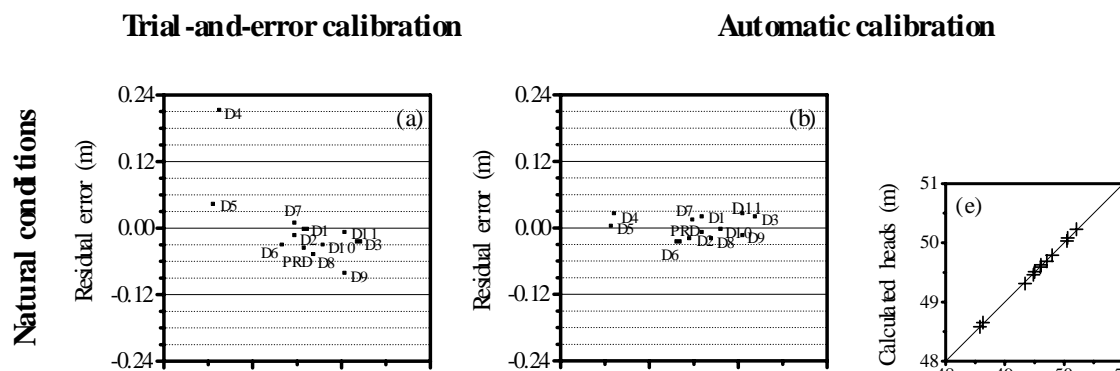 Trial-and-error calibration
Automatic calibration
Natural conditions
Residual error (m)
0.24
0.12
0.00
-0.12
-0.24
(a)
D4
D5
D7
D1
D11
D2
D10
D3
D6
PRD
D8
D9
Residual error (m)
0.24
0.12
0.00
-0.12
-0.24
(b)
D4
D5
D7
D1
D11
D3
PRD
D10
D9
D2
D8
D6
Calculated heads (m)
51
50
49
48
(e)